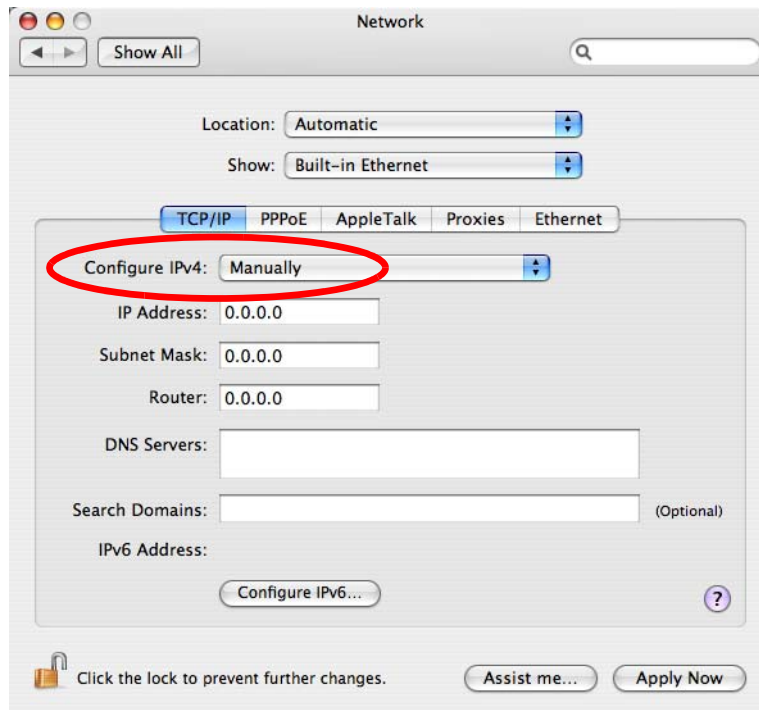 Network
Show All
Location: Automatic
Show: Built-in Ethernet
TCP/IP PPPoE AppleTalk Proxies Ethernet
Configure IPv4: Manually
IP Address: 0.0.0.0
Subnet Mask: 0.0.0.0
Router: 0.0.0.0
DNS Servers:
Search Domains: (Optional)
IPv6 Address:
Configure IPv6... ?
Click the lock to prevent further changes. Assist me... Apply Now